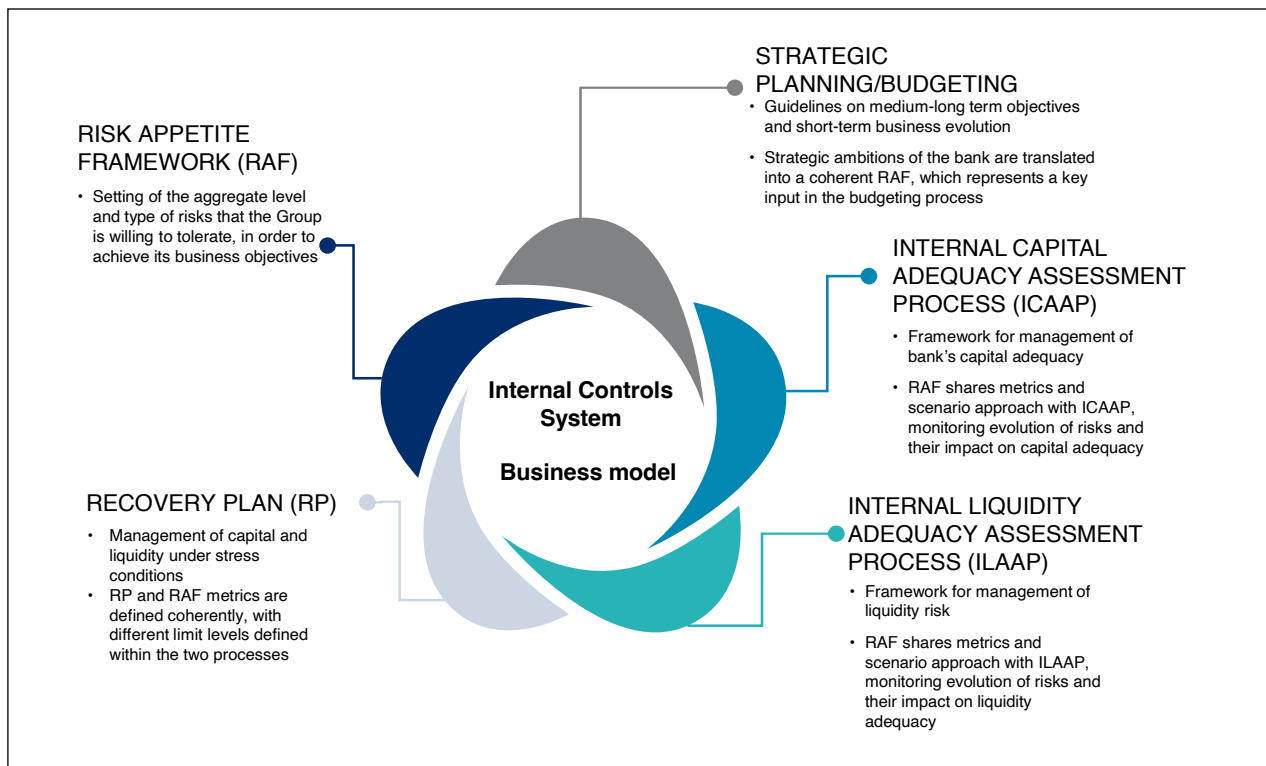 STRATEGIC
PLANNING/BUDGETING
• Guidelines on medium-long term objectives
and short-term business evolution
• Strategic ambitions of the bank are translated
into a coherent RAF, which represents a key
input in the budgeting process
RISK APPETITE
FRAMEWORK (RAF)
• Setting of the aggregate level
and type of risks that the Group
is willing to tolerate, in order to
achieve its business objectives
INTERNAL CAPITAL
ADEQUACY ASSESSMENT
PROCESS (ICAAP)
• Framework for management of
bank's capital adequacy
• RAF shares metrics and
scenario approach with ICAAP,
monitoring evolution of risks and
their impact on capital adequacy
Internal Controls
System
Business model
RECOVERY PLAN (RP)
• Management of capital and
liquidity under stress
conditions
• RP and RAF metrics are
defined coherently, with
different limit levels defined
within the two processes
INTERNAL LIQUIDITY
ADEQUACY ASSESSMENT
PROCESS (ILAAP)
• Framework for management of
liquidity risk
• RAF shares metrics and
scenario approach with ILAAP,
monitoring evolution of risks and
their impact on liquidity
adequacy